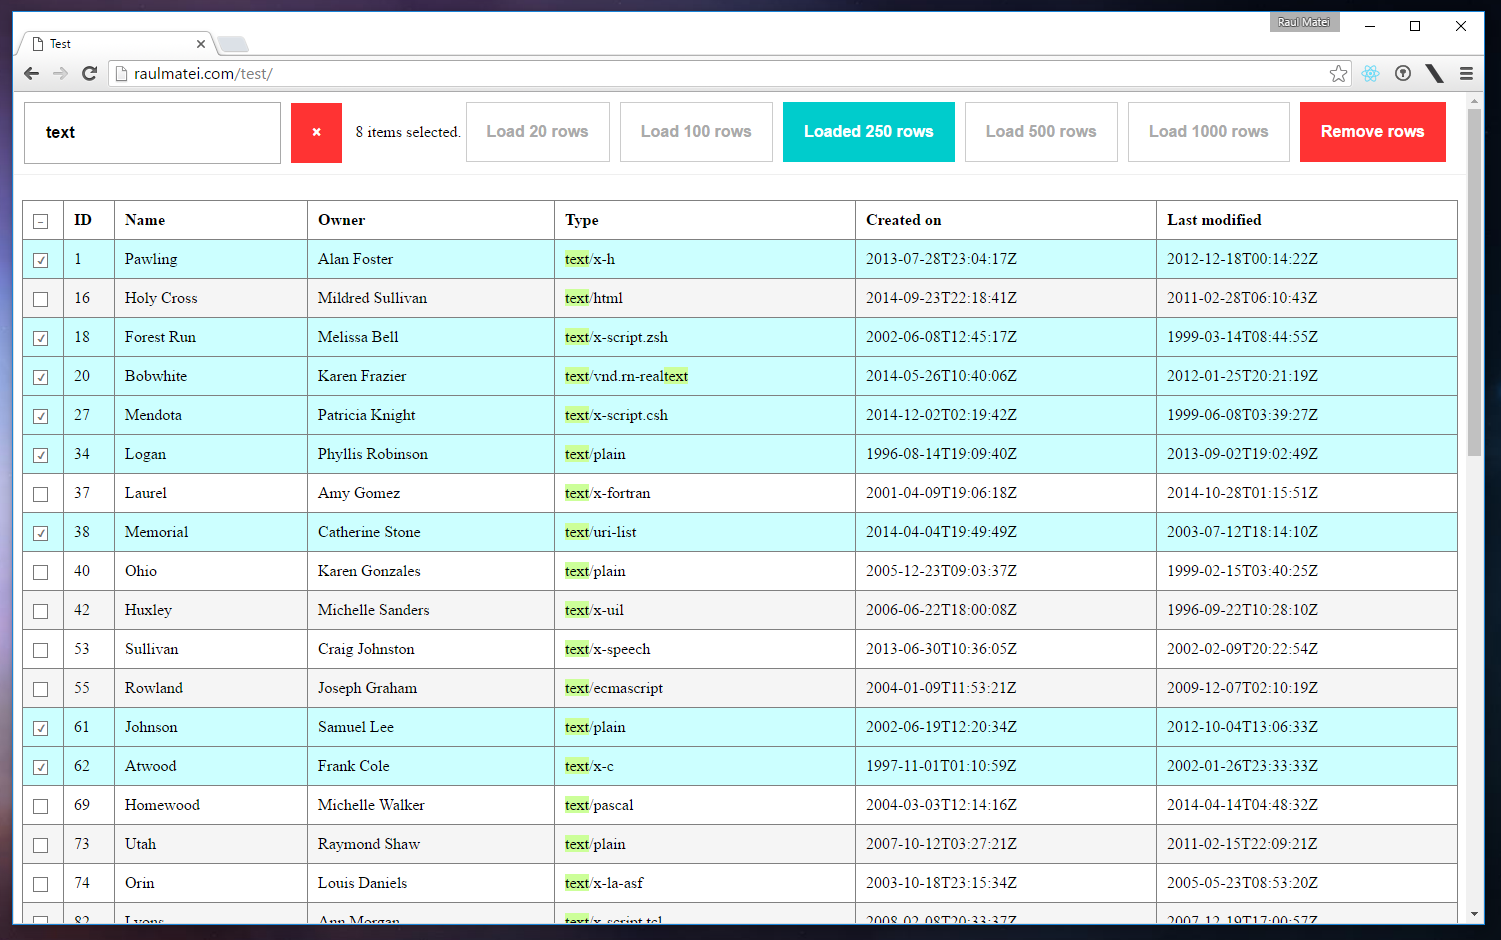 Raul Matei
Test
raulmatei.com/test/
text × 8 items selected. Load 20 rows Load 100 rows Loaded 250 rows Load 500 rows Load 1000 rows Remove rows
ID Name Owner Type Created on Last modified
1 Pawling Alan Foster text/x-h 2013-07-28T23:04:17Z 2012-12-18T00:14:22Z
16 Holy Cross Mildred Sullivan text/html 2014-09-23T22:18:41Z 2011-02-28T06:10:43Z
18 Forest Run Melissa Bell text/x-script.zsh 2002-06-08T12:45:17Z 1999-03-14T08:44:55Z
20 Bobwhite Karen Frazier text/vnd.rn-realtext 2014-05-26T10:40:06Z 2012-01-25T20:21:19Z
27 Mendota Patricia Knight text/x-script.csh 2014-12-02T02:19:42Z 1999-06-08T03:39:27Z
34 Logan Phyllis Robinson text/plain 1996-08-14T19:09:40Z 2013-09-02T19:02:49Z
37 Laurel Amy Gomez text/x-fortran 2001-04-09T19:06:18Z 2014-10-28T01:15:51Z
38 Memorial Catherine Stone text/uri-list 2014-04-04T19:49:49Z 2003-07-12T18:14:10Z
40 Ohio Karen Gonzales text/plain 2005-12-23T09:03:37Z 1999-02-15T03:40:25Z
42 Huxley Michelle Sanders text/x-uil 2006-06-22T18:00:08Z 1996-09-22T10:28:10Z
53 Sullivan Craig Johnston text/x-speech 2013-06-30T10:36:05Z 2002-02-09T20:22:54Z
55 Rowland Joseph Graham text/ecmascript 2004-01-09T11:53:21Z 2009-12-07T02:10:19Z
61 Johnson Samuel Lee text/plain 2002-06-19T12:20:34Z 2012-10-04T13:06:33Z
62 Atwood Frank Cole text/x-c 1997-11-01T01:10:59Z 2002-01-26T23:33:33Z
69 Homewood Michelle Walker text/pascal 2004-03-03T12:14:16Z 2014-04-14T04:48:32Z
73 Utah Raymond Shaw text/plain 2007-10-12T03:27:21Z 2011-02-15T22:09:21Z
74 Orin Louis Daniels text/x-la-asf 2003-10-18T23:15:34Z 2005-05-23T08:53:20Z
82 Lyons Ann Morgan text/x-script.tcl 2008-02-08T20:33:37Z 2007-12-19T17:00:57Z